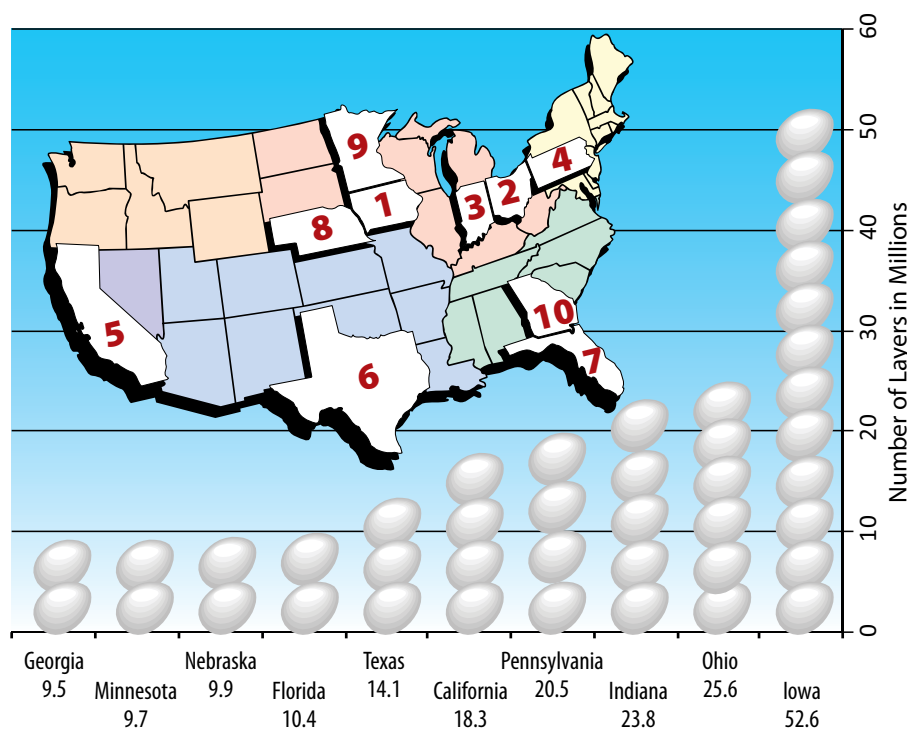 60
50
40
30
20
10
0
Number of Layers in Millions
9
4
2
1
3
8
5
10
7
6
Georgia
9.5
Minnesota
9.7
Nebraska
9.9
Florida
10.4
Texas
14.1
California
18.3
Pennsylvania
20.5
Indiana
23.8
Ohio
25.6
Iowa
52.6